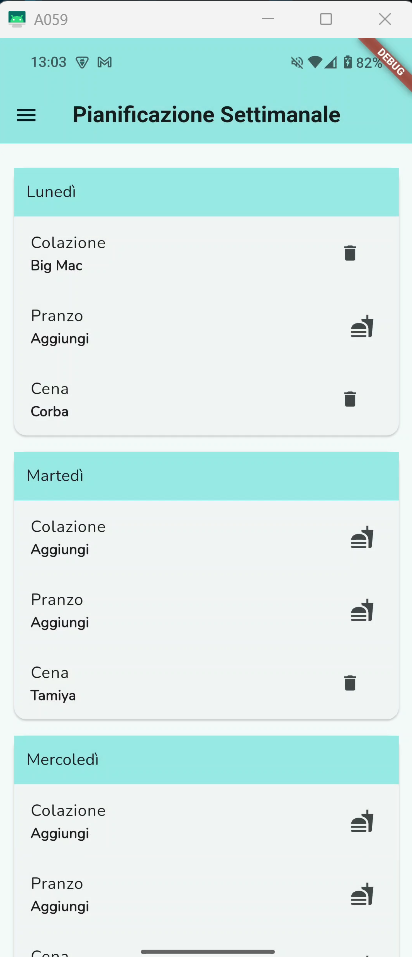 A059
13:03
82%
DEBUG
Pianificazione Settimanale
Lunedì
Colazione
Big Mac
Pranzo
Aggiungi
Cena
Corba
Martedì
Colazione
Aggiungi
Pranzo
Aggiungi
Cena
Tamiya
Mercoledì
Colazione
Aggiungi
Pranzo
Aggiungi
Cena